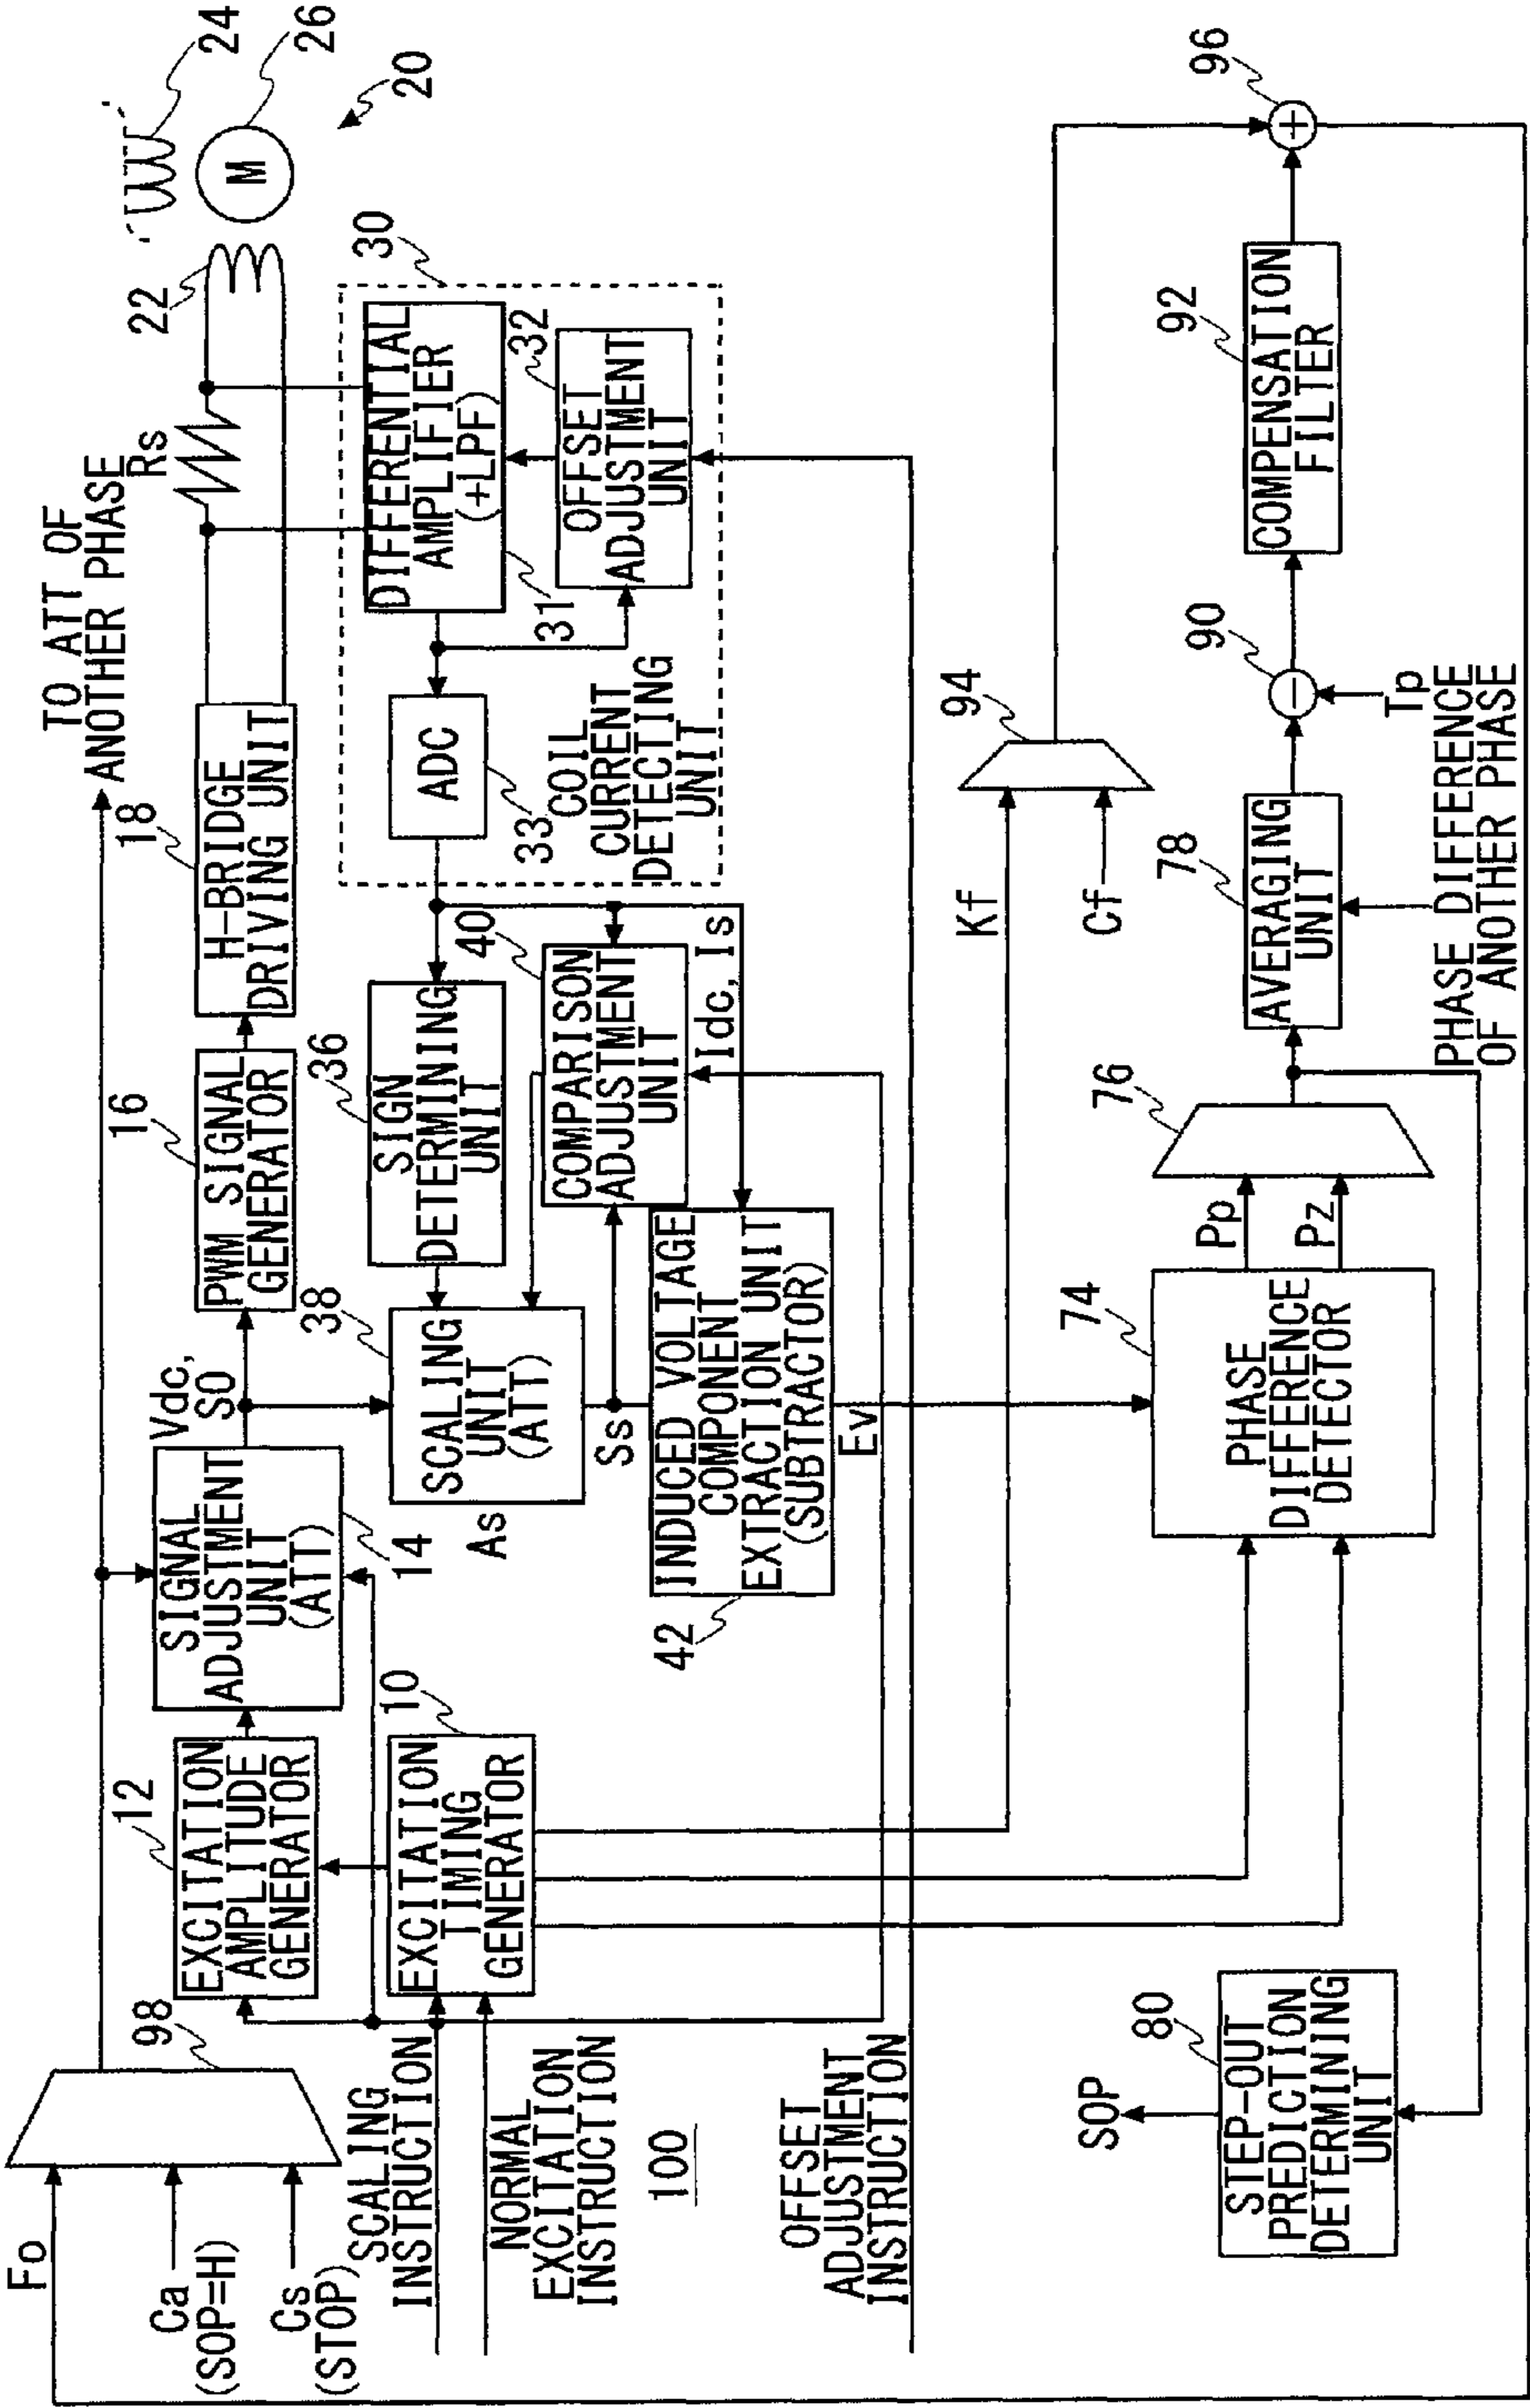 TO ATT OF
ANOTHER PHASE
Fo
Ca
(SOP=H)
Cs
(STOP)
98
12
EXCITATION
AMPLITUDE
GENERATOR
SIGNAL
ADJUSTMENT
UNIT
(ATT)
14
Vdc,
S0
16
PWM SIGNAL
GENERATOR
18
H-BRIDGE
DRIVING UNIT
Rs
22
24
M
26
20
SCALING
INSTRUCTION
NORMAL
EXCITATION
INSTRUCTION
10
EXCITATION
TIMING
GENERATOR
38
SCALING
UNIT
(ATT)
As
Ss
36
SIGN
DETERMINING
UNIT
40
COMPARISON
ADJUSTMENT
UNIT
Idc, Is
30
DIFFERENTIAL
AMPLIFIER
(+LPF)
31
32
OFFSET
ADJUSTMENT
UNIT
ADC
33
COIL
CURRENT
DETECTING
UNIT
100
42
INDUCED VOLTAGE
COMPONENT
EXTRACTION UNIT
(SUBTRACTOR)
Ev
OFFSET
ADJUSTMENT
INSTRUCTION
Kf
Cf
94
96
+
SOP
80
STEP-OUT
PREDICTION
DETERMINING
UNIT
74
PHASE
DIFFERENCE
DETECTOR
Pp
Pz
76
78
AVERAGING
UNIT
90
−
Tp
92
COMPENSATION
FILTER
PHASE DIFFERENCE
OF ANOTHER PHASE